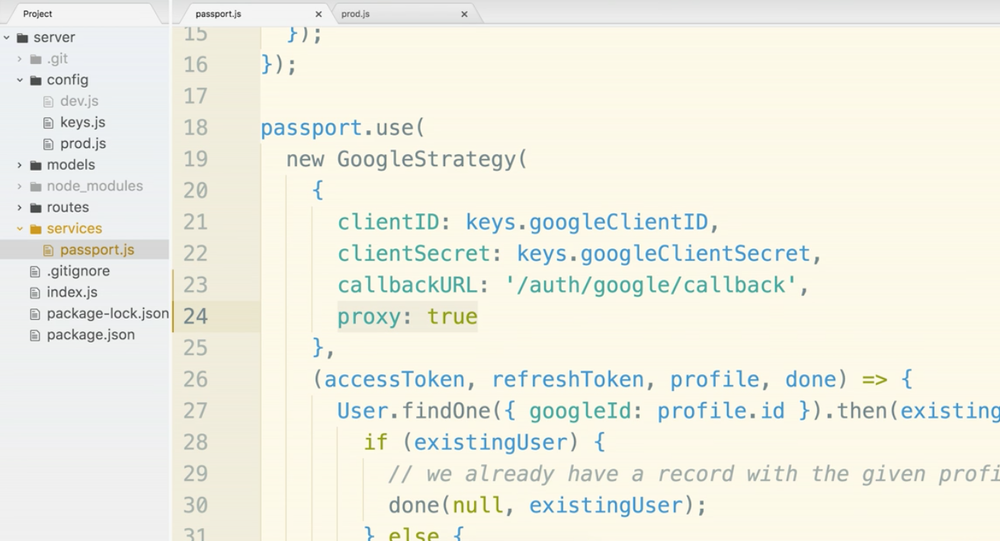 Project
passport.js
prod.js
server
.git
config
dev.js
keys.js
prod.js
models
node_modules
routes
services
passport.js
.gitignore
index.js
package-lock.json
package.json
15 });
16 });
17
18 passport.use(
19 new GoogleStrategy(
20 {
21 clientID: keys.googleClientID,
22 clientSecret: keys.googleClientSecret,
23 callbackURL: '/auth/google/callback',
24 proxy: true
25 },
26 (accessToken, refreshToken, profile, done) => {
27 User.findOne({ googleId: profile.id }).then(existing
28 if (existingUser) {
29 // we already have a record with the given profi
30 done(null, existingUser);
31 } else {